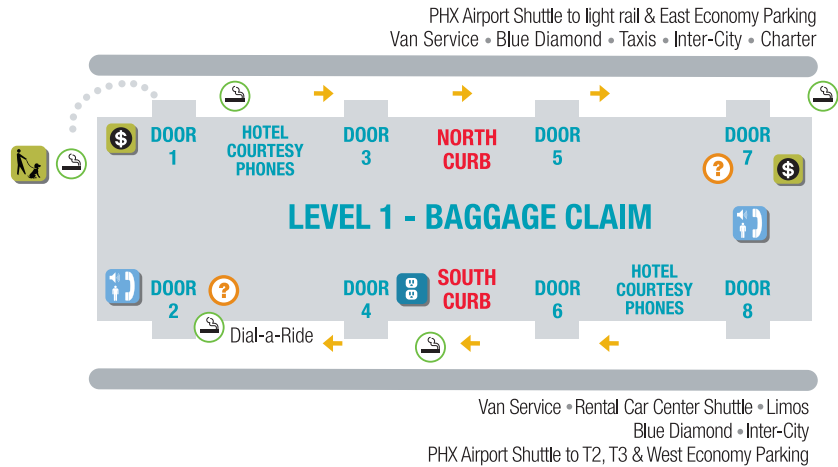 PHX Airport Shuttle to light rail & East Economy Parking
Van Service • Blue Diamond • Taxis • Inter-City • Charter
$
DOOR
1
HOTEL
COURTESY
PHONES
DOOR
3
NORTH
CURB
DOOR
5
DOOR
7
?
$
LEVEL 1 - BAGGAGE CLAIM
DOOR
2
?
DOOR
4
SOUTH
CURB
DOOR
6
HOTEL
COURTESY
PHONES
DOOR
8
Dial-a-Ride
Van Service • Rental Car Center Shuttle • Limos
Blue Diamond • Inter-City
PHX Airport Shuttle to T2, T3 & West Economy Parking